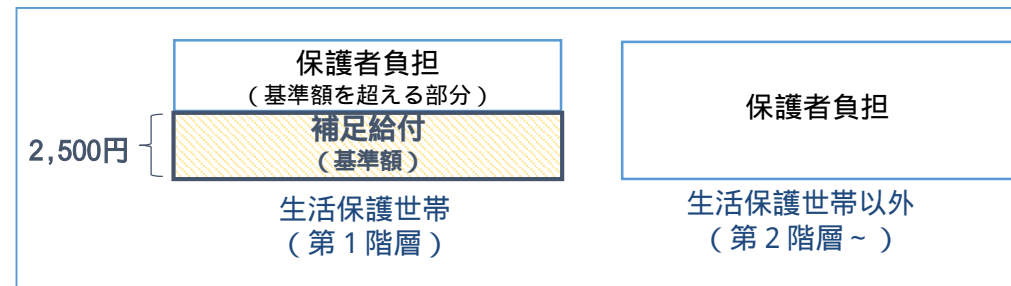 保護者負担
（基準額を超える部分）
補足給付
（基準額）
2,500円
生活保護世帯
（第１階層）
保護者負担
生活保護世帯以外
（第２階層～）